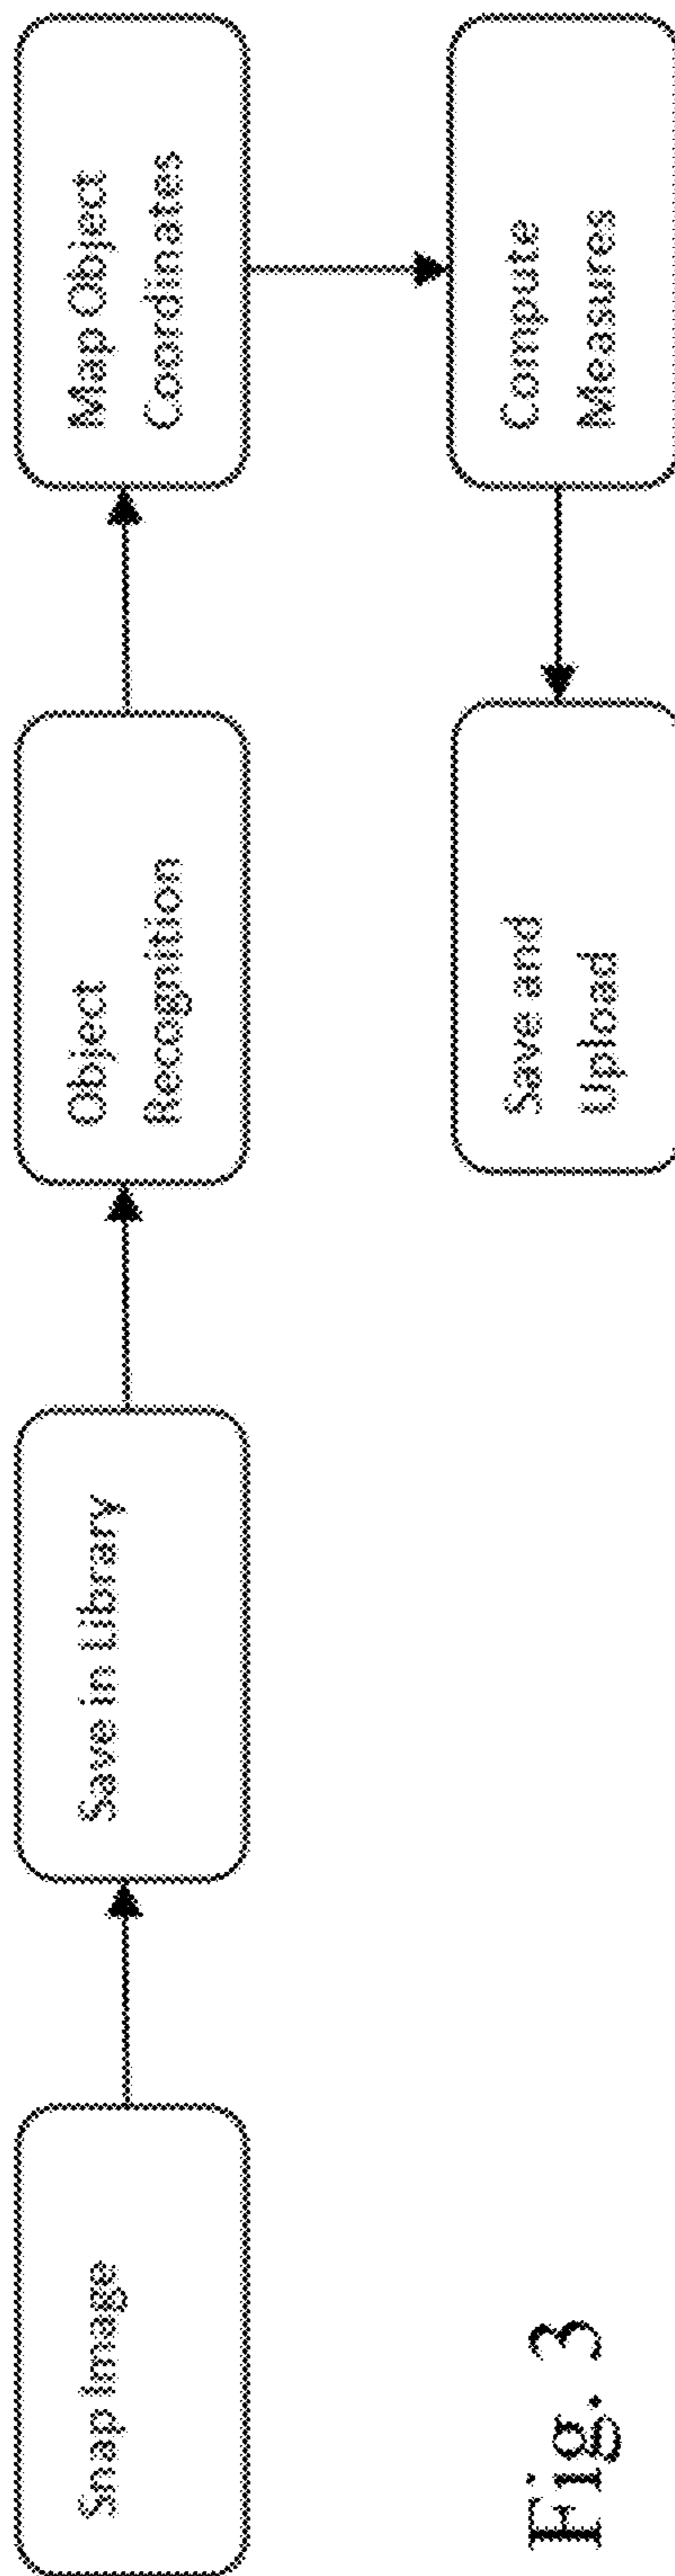 Snap Image
Save in Library
Object
Recognition
Map Object
Coordinates
Compute
Measures
Save and
Upload
Fig. 3